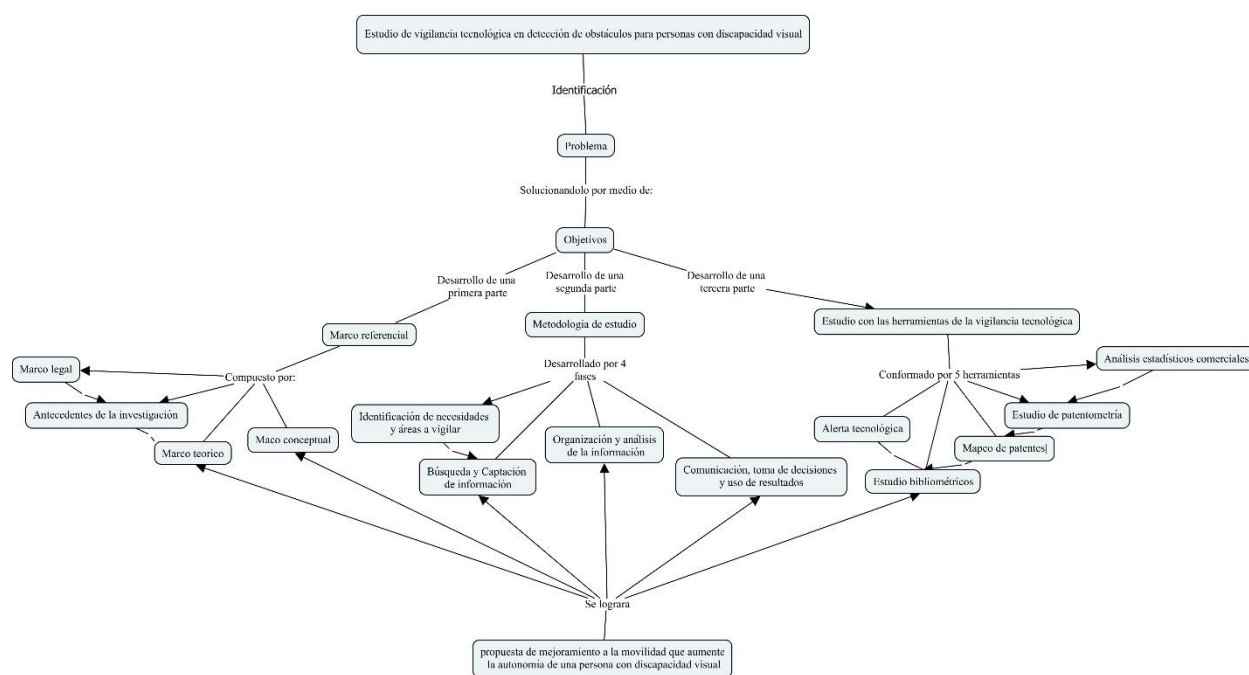 Estudio de vigilancia tecnológica en detección de obstáculos para personas con discapacidad visual
Identificación
Problema
Solucionandolo por medio de:
Objetivos
Desarrollo de una
primera parte
Desarrollo de una
segunda parte
Desarrollo de una
tercera parte
Marco referencial
Metodologia de estudio
Estudio con las herramientas de la vigilancia tecnológica
Compuesto por:
Desarrollado por 4
fases
Conformado por 5 herramientas
Marco legal
Antecedentes de la investigación
Marco teorico
Maco conceptual
Identificación de necesidades
y áreas a vigilar
Búsqueda y Captación
de información
Organización y análisis
de la información
Comunicación, toma de decisiones
y uso de resultados
Análisis estadísticos comerciales
Estudio de patentometría
Alerta tecnológica
Mapeo de patentes|
Estudio bibliométricos
Se lograra
propuesta de mejoramiento a la movilidad que aumente
la autonomia de una persona con discapacidad visual